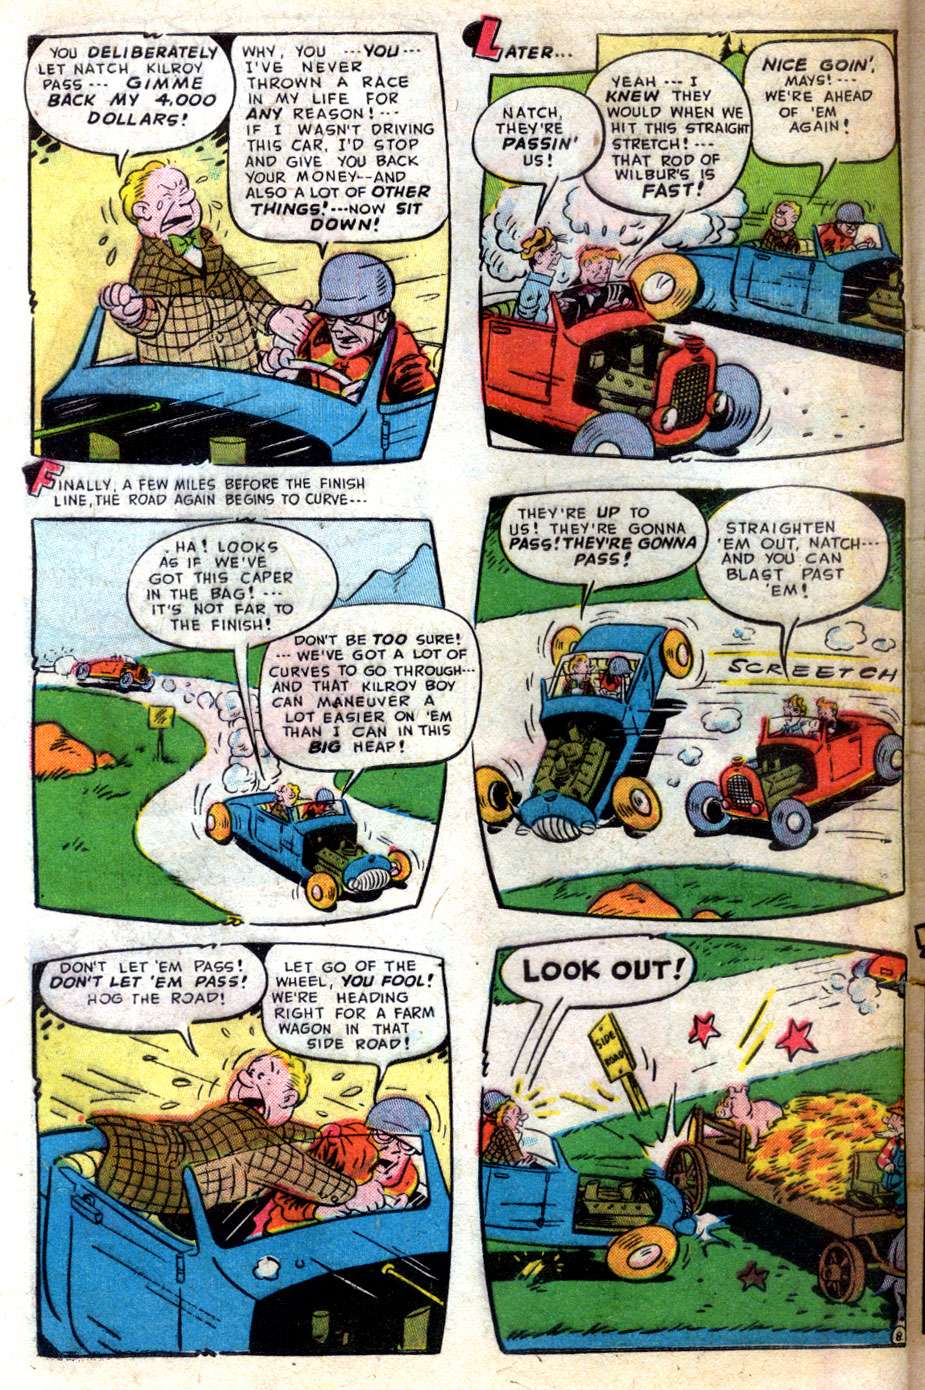 YOU DELIBERATELY
LET NATCH KILROY
PASS--- GIMME
BACK MY 4,000
DOLLARS!
WHY, YOU ---YOU---
I'VE NEVER
THROWN A RACE
IN MY LIFE FOR
ANY REASON!---
IF I WASN'T DRIVING
THIS CAR, I'D STOP
AND GIVE YOU BACK
YOUR MONEY--AND
ALSO A LOT OF OTHER
THINGS!---NOW SIT
DOWN!
LATER...
NATCH,
THEY'RE
PASSIN'
US!
YEAH --- I
KNEW THEY
WOULD WHEN WE
HIT THIS STRAIGHT
STRETCH! ---
THAT ROD OF
WILBUR'S IS
FAST!
NICE GOIN',
MAYS!---
WE'RE AHEAD
OF 'EM
AGAIN!
FINALLY, A FEW MILES BEFORE THE FINISH
LINE, THE ROAD AGAIN BEGINS TO CURVE---
HA! LOOKS
AS IF WE'VE
GOT THIS CAPER
IN THE BAG! ---
IT'S NOT FAR TO
THE FINISH!
DON'T BE TOO SURE!
--- WE'VE GOT A LOT OF
CURVES TO GO THROUGH---
AND THAT KILROY BOY
CAN MANEUVER A
LOT EASIER ON 'EM
THAN I CAN IN THIS
BIG HEAP!
THEY'RE UP TO
US! THEY'RE GONNA
PASS! THEY'RE GONNA
PASS!
STRAIGHTEN
'EM OUT, NATCH---
AND YOU CAN
BLAST PAST
'EM!
SCREETCH
DON'T LET 'EM PASS!
DON'T LET 'EM PASS!
HOG THE ROAD!
LET GO OF THE
WHEEL, YOU FOOL!
WE'RE HEADING
RIGHT FOR A FARM
WAGON IN THAT
SIDE ROAD!
LOOK OUT!
SIDE
ROAD
8